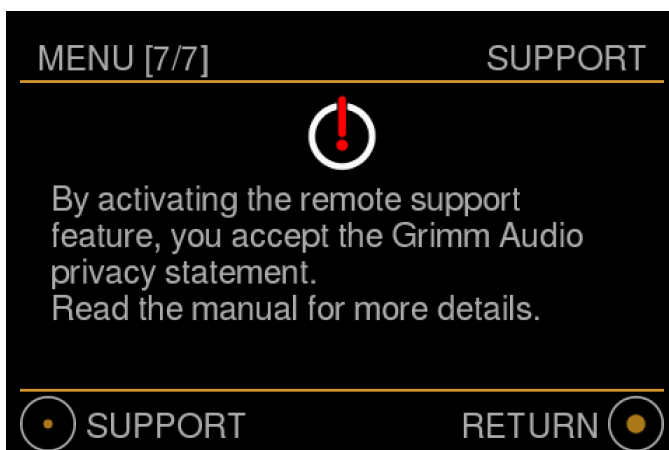 MENU [7/7] SUPPORT
By activating the remote support
feature, you accept the Grimm Audio
privacy statement.
Read the manual for more details.
SUPPORT RETURN